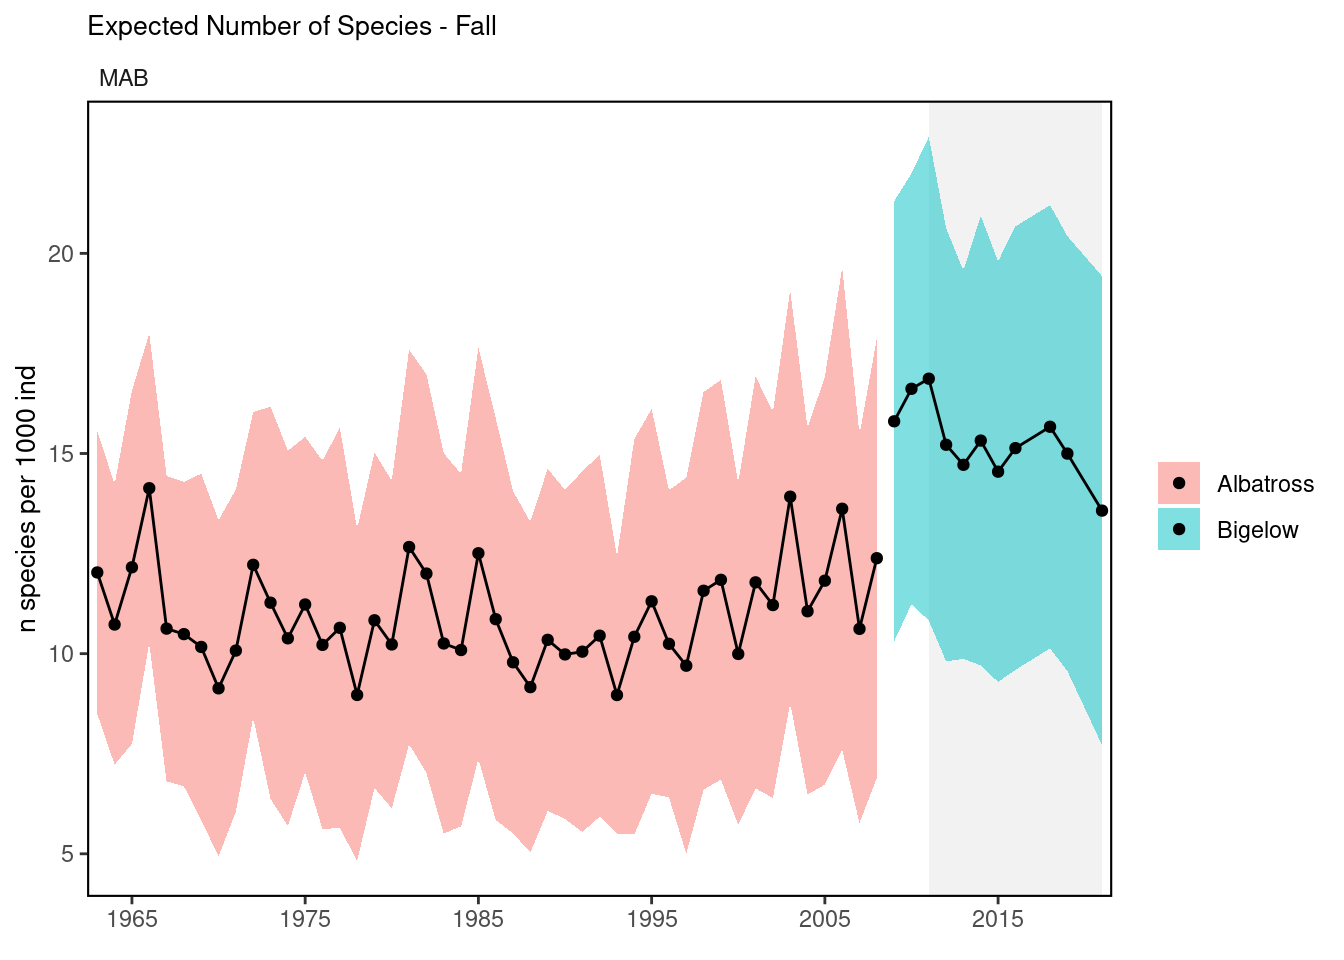 Expected Number of Species - Fall
MAB
n species per 1000 ind
20
15
10
5
1965 1975 1985 1995 2005 2015
Albatross
Bigelow